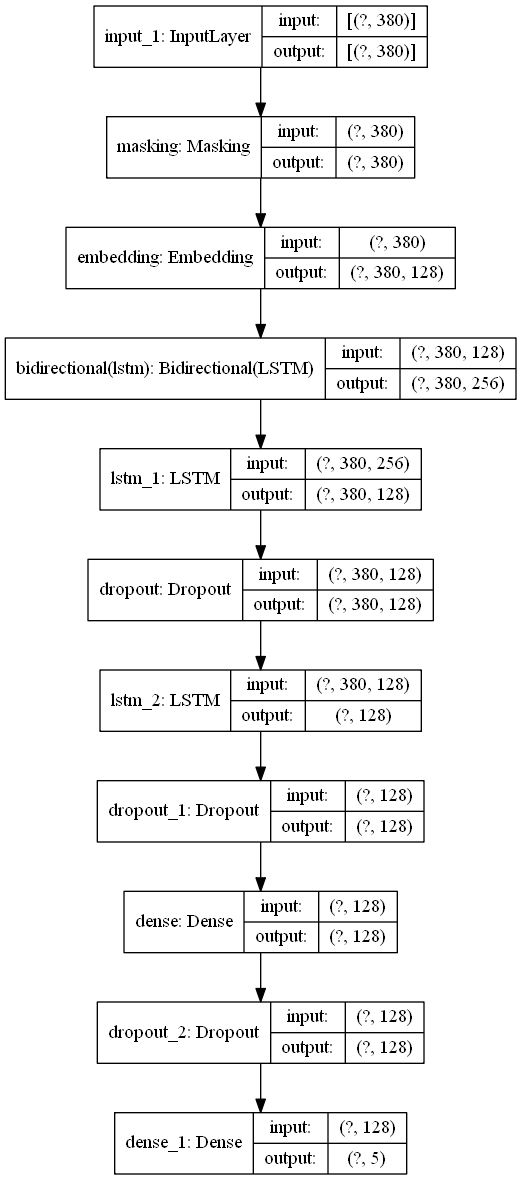 input_1: InputLayer
input: [(?, 380)]
output: [(?, 380)]
masking: Masking
input: (?, 380)
output: (?, 380)
embedding: Embedding
input: (?, 380)
output: (?, 380, 128)
bidirectional(lstm): Bidirectional(LSTM)
input: (?, 380, 128)
output: (?, 380, 256)
lstm_1: LSTM
input: (?, 380, 256)
output: (?, 380, 128)
dropout: Dropout
input: (?, 380, 128)
output: (?, 380, 128)
lstm_2: LSTM
input: (?, 380, 128)
output: (?, 128)
dropout_1: Dropout
input: (?, 128)
output: (?, 128)
dense: Dense
input: (?, 128)
output: (?, 128)
dropout_2: Dropout
input: (?, 128)
output: (?, 128)
dense_1: Dense
input: (?, 128)
output: (?, 5)